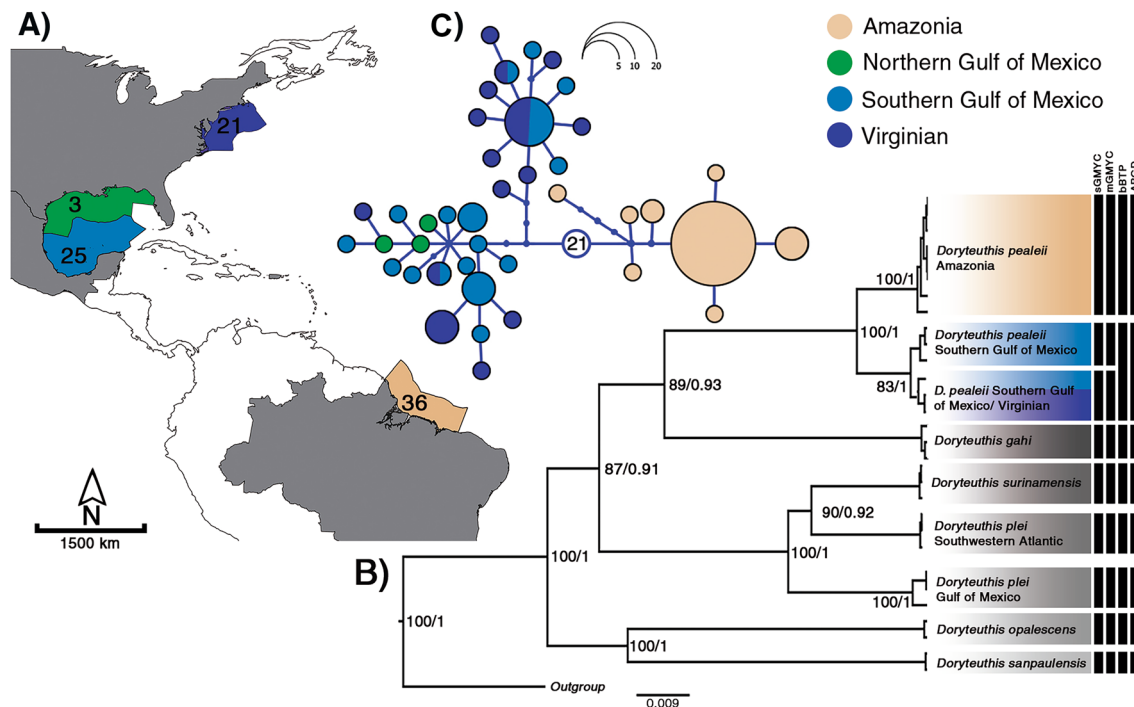 A)
C)
5 10 20
Amazonia
Northern Gulf of Mexico
Southern Gulf of Mexico
Virginian
21
3
25
36
N
1500 km
21
sGMYC
mGMYC
bBTP
B)
100/1
Doryteuthis pealeii
Amazonia
100/1
Doryteuthis pealeii
Southern Gulf of Mexico
83/1
D. pealeii Southern Gulf
of Mexico/ Virginian
89/0.93
Doryteuthis gahi
87/0.91
Doryteuthis surinamensis
90/0.92
Doryteuthis plei
Southwestern Atlantic
100/1
Doryteuthis plei
Gulf of Mexico
100/1
100/1
Doryteuthis opalescens
100/1
Doryteuthis sanpaulensis
100/1
Outgroup
0.009